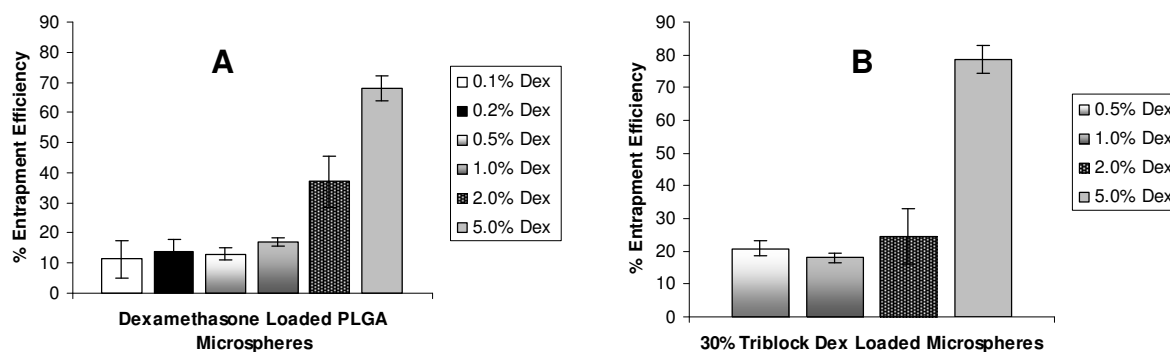 A
% Entrapment Efficiency
90
80
70
60
50
40
30
20
10
0
Dexamethasone Loaded PLGA
Microspheres
0.1% Dex
0.2% Dex
0.5% Dex
1.0% Dex
2.0% Dex
5.0% Dex
B
% Entrapment Efficiency
90
80
70
60
50
40
30
20
10
0
30% Triblock Dex Loaded Microspheres
0.5% Dex
1.0% Dex
2.0% Dex
5.0% Dex